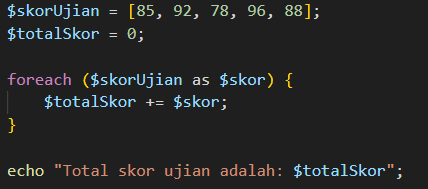 $skorUjian = [85, 92, 78, 96, 88];
$totalSkor = 0;
foreach ($skorUjian as $skor) {
$totalSkor += $skor;
}
echo "Total skor ujian adalah: $totalSkor";